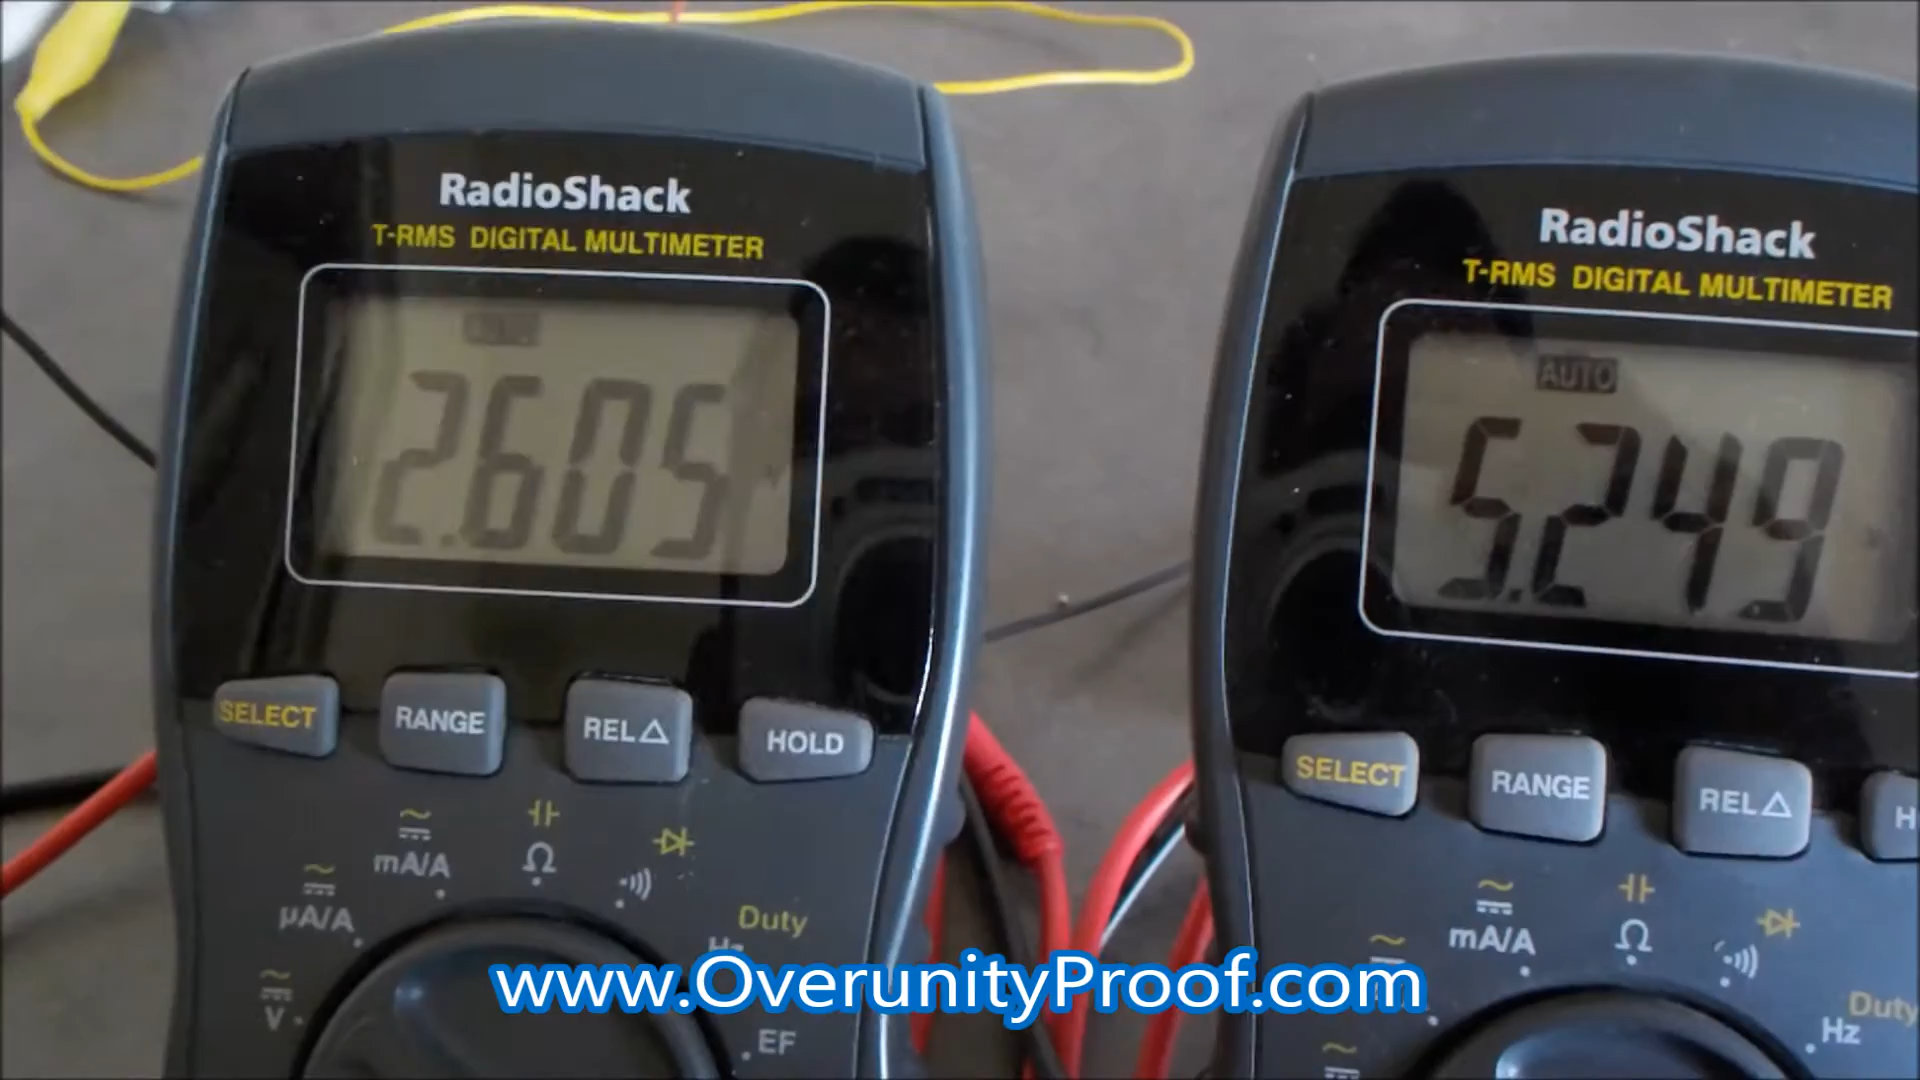 RadioShack
T-RMS DIGITAL MULTIMETER
2.605
SELECT
RANGE
REL△
HOLD
mA/A
Ω
µA/A
Duty
Hz
V
EF
RadioShack
T-RMS DIGITAL MULTIMETER
AUTO
5.249
SELECT
RANGE
REL△
H
mA/A
Ω
Duty
Hz
www.OverunityProof.com